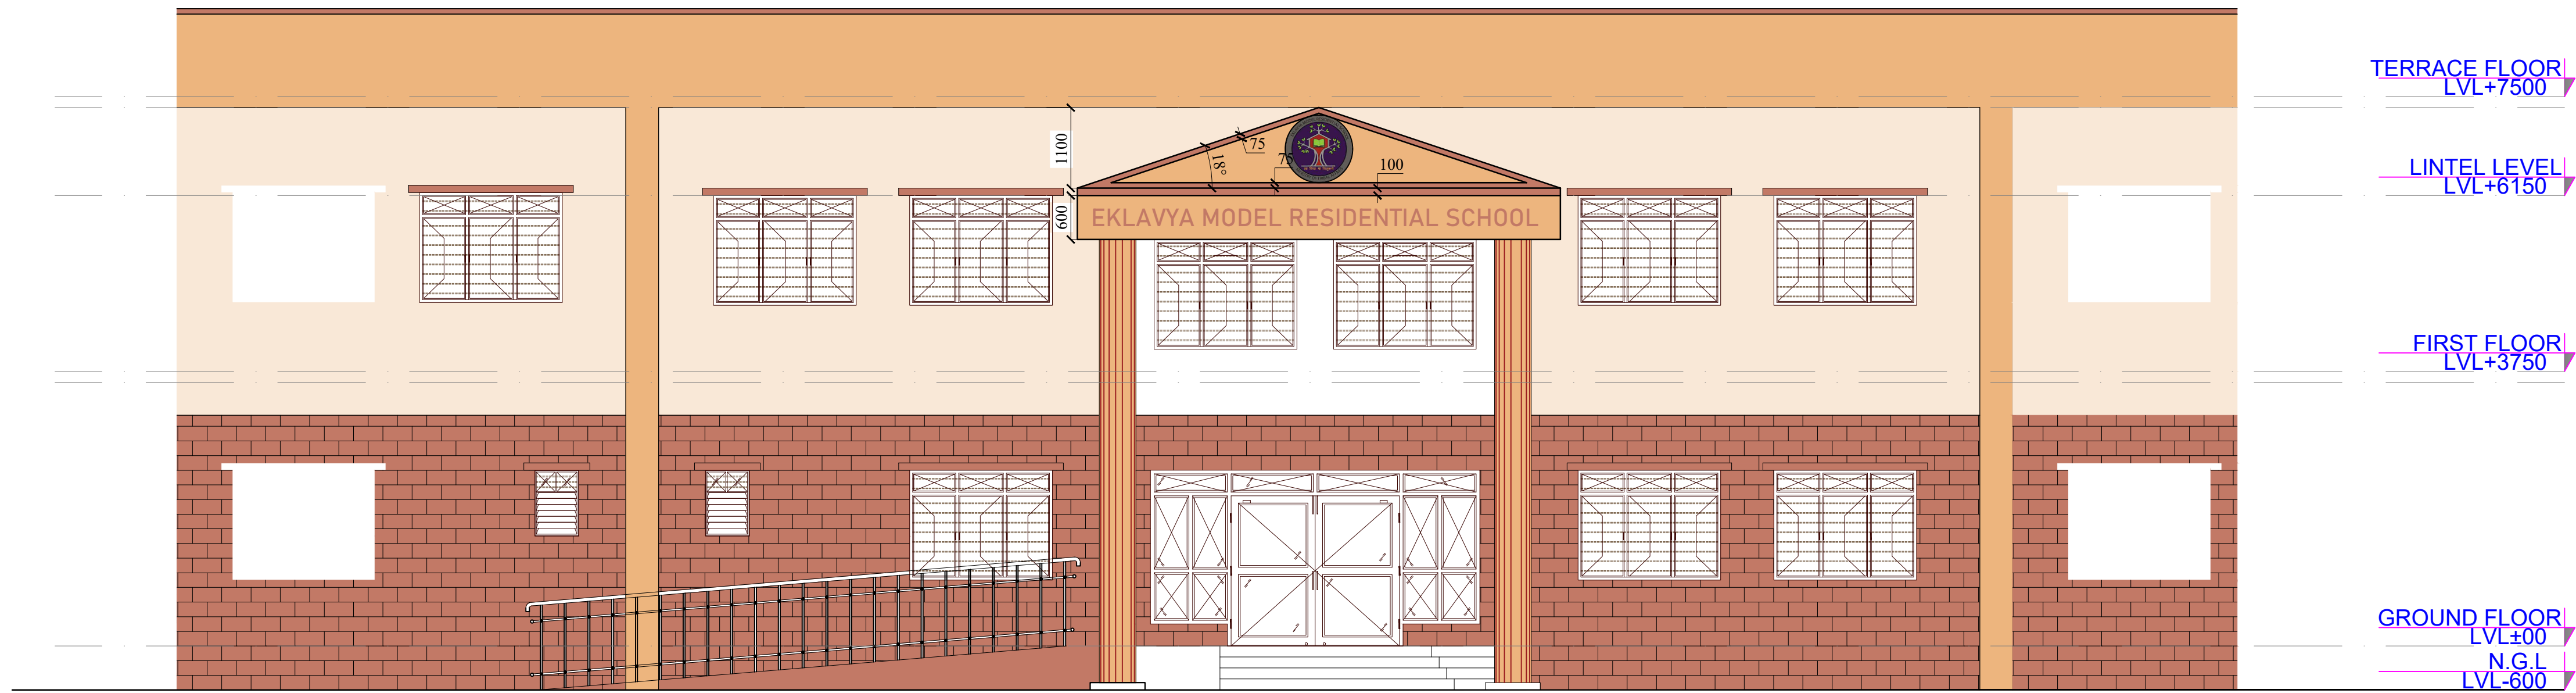 TERRACE FLOOR
LVL+7500
1100
75
18°
75
100
LINTEL LEVEL
LVL+6150
600
EKLAVYA MODEL RESIDENTIAL SCHOOL
FIRST FLOOR
LVL+3750
GROUND FLOOR
LVL±00
N.G.L
LVL-600